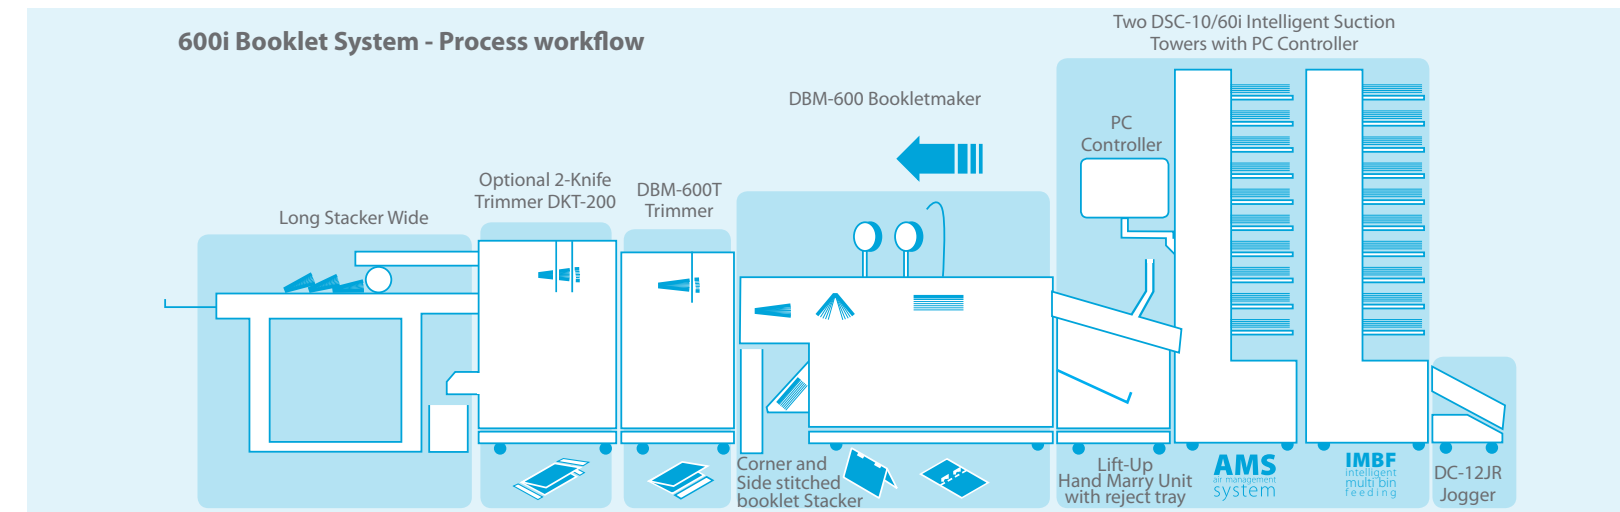 600i Booklet System - Process workflow
Two DSC-10/60i Intelligent Suction
Towers with PC Controller
DBM-600 Bookletmaker
PC
Controller
Optional 2-Knife
Trimmer DKT-200
DBM-600T
Trimmer
Long Stacker Wide
Corner and
Side stitched
booklet Stacker
Lift-Up
Hand Marry Unit
with reject tray
AMS
air management
system
IMBF
intelligent
multi bin
feeding
DC-12JR
Jogger